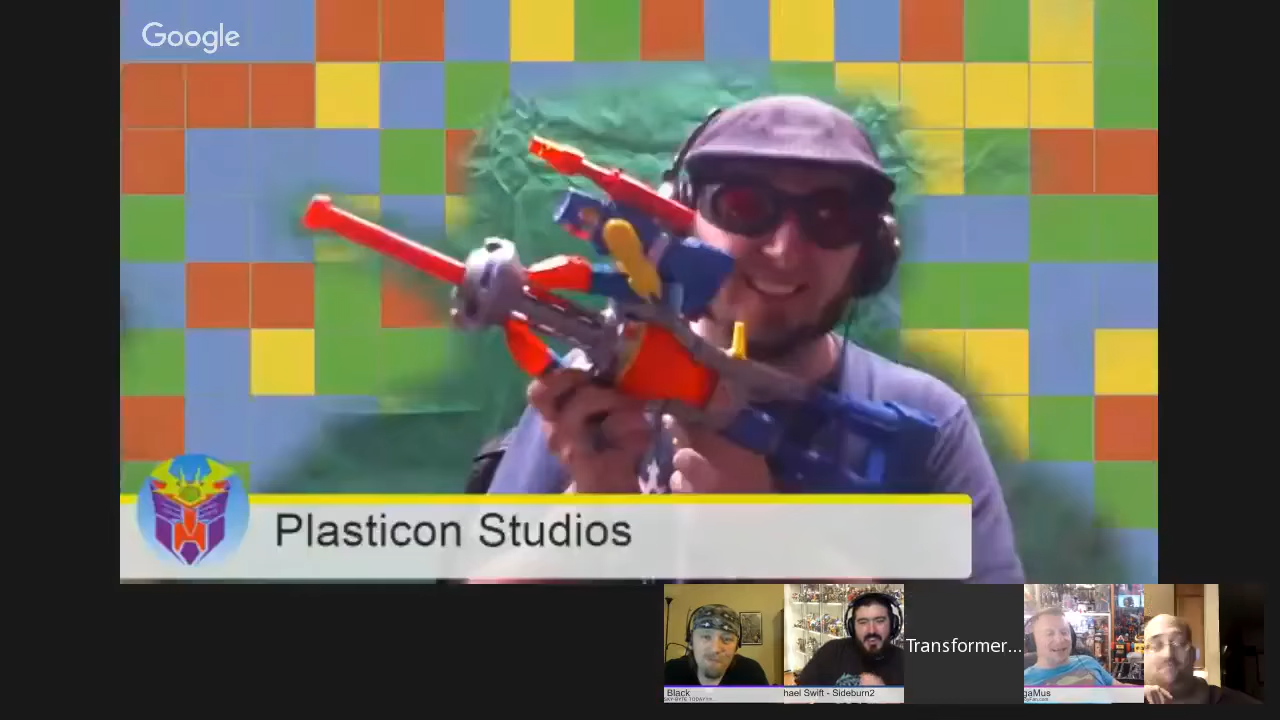 Google
Plasticon Studios
Transformer...
Black
hael Swift - Sideburn2
gaMus